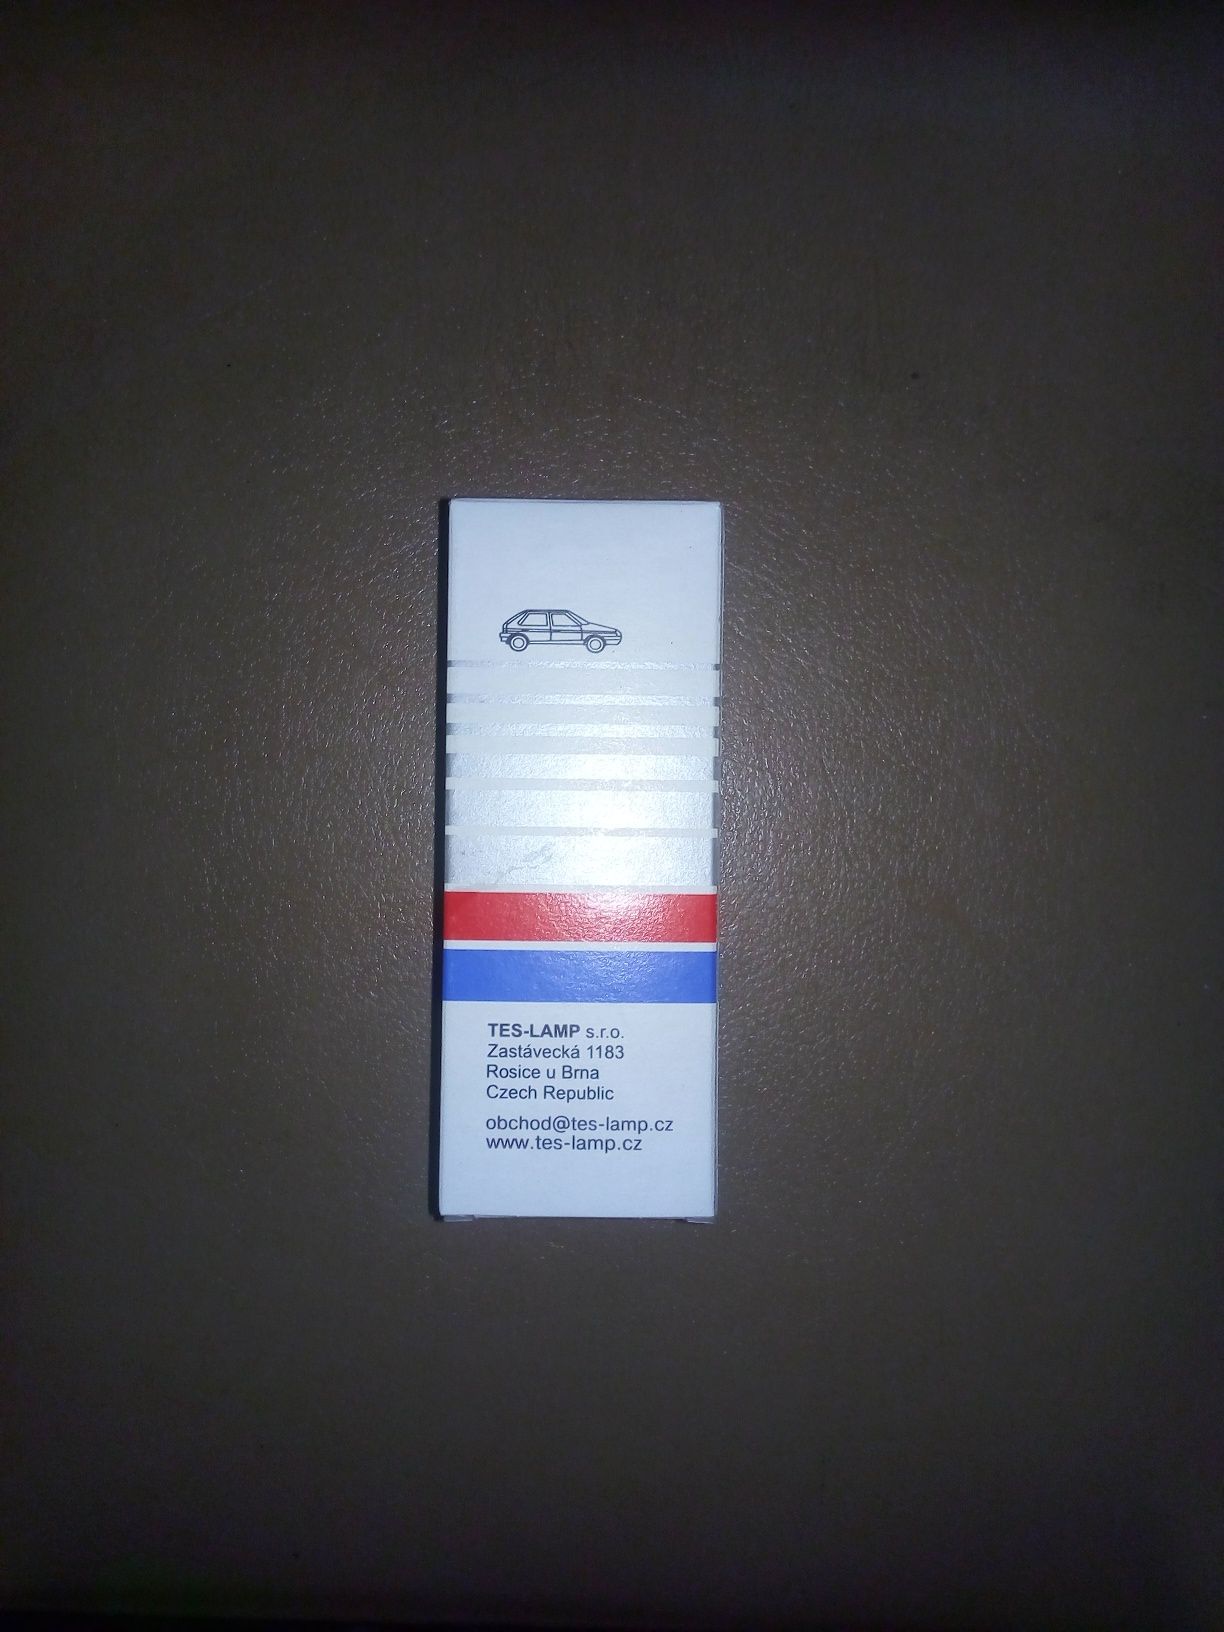 TES-LAMP s.r.o.
Zastávecká 1183
Rosice u Brna
Czech Republic
obchod@tes-lamp.cz
www.tes-lamp.cz